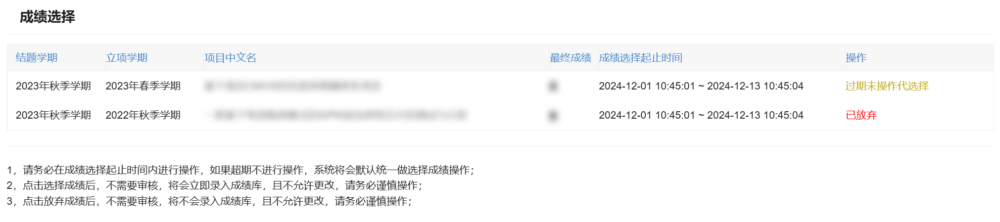 成绩选择
结题学期 立项学期 项目中文名 最终成绩 成绩选择起止时间 操作
2023年秋季学期 2023年春季学期 2024-12-01 10:45:01 ~ 2024-12-13 10:45:04 过期未操作代选择
2023年秋季学期 2022年秋季学期 2024-12-01 10:45:01 ~ 2024-12-13 10:45:04 已放弃
1，请务必在成绩选择起止时间内进行操作，如果超期不进行操作，系统将会默认统一做选择成绩操作；
2，点击选择成绩后，不需要审核，将会立即录入成绩库，且不允许更改，请务必谨慎操作；
3，点击放弃成绩后，不需要审核，将不会录入成绩库，且不允许更改，请务必谨慎操作；